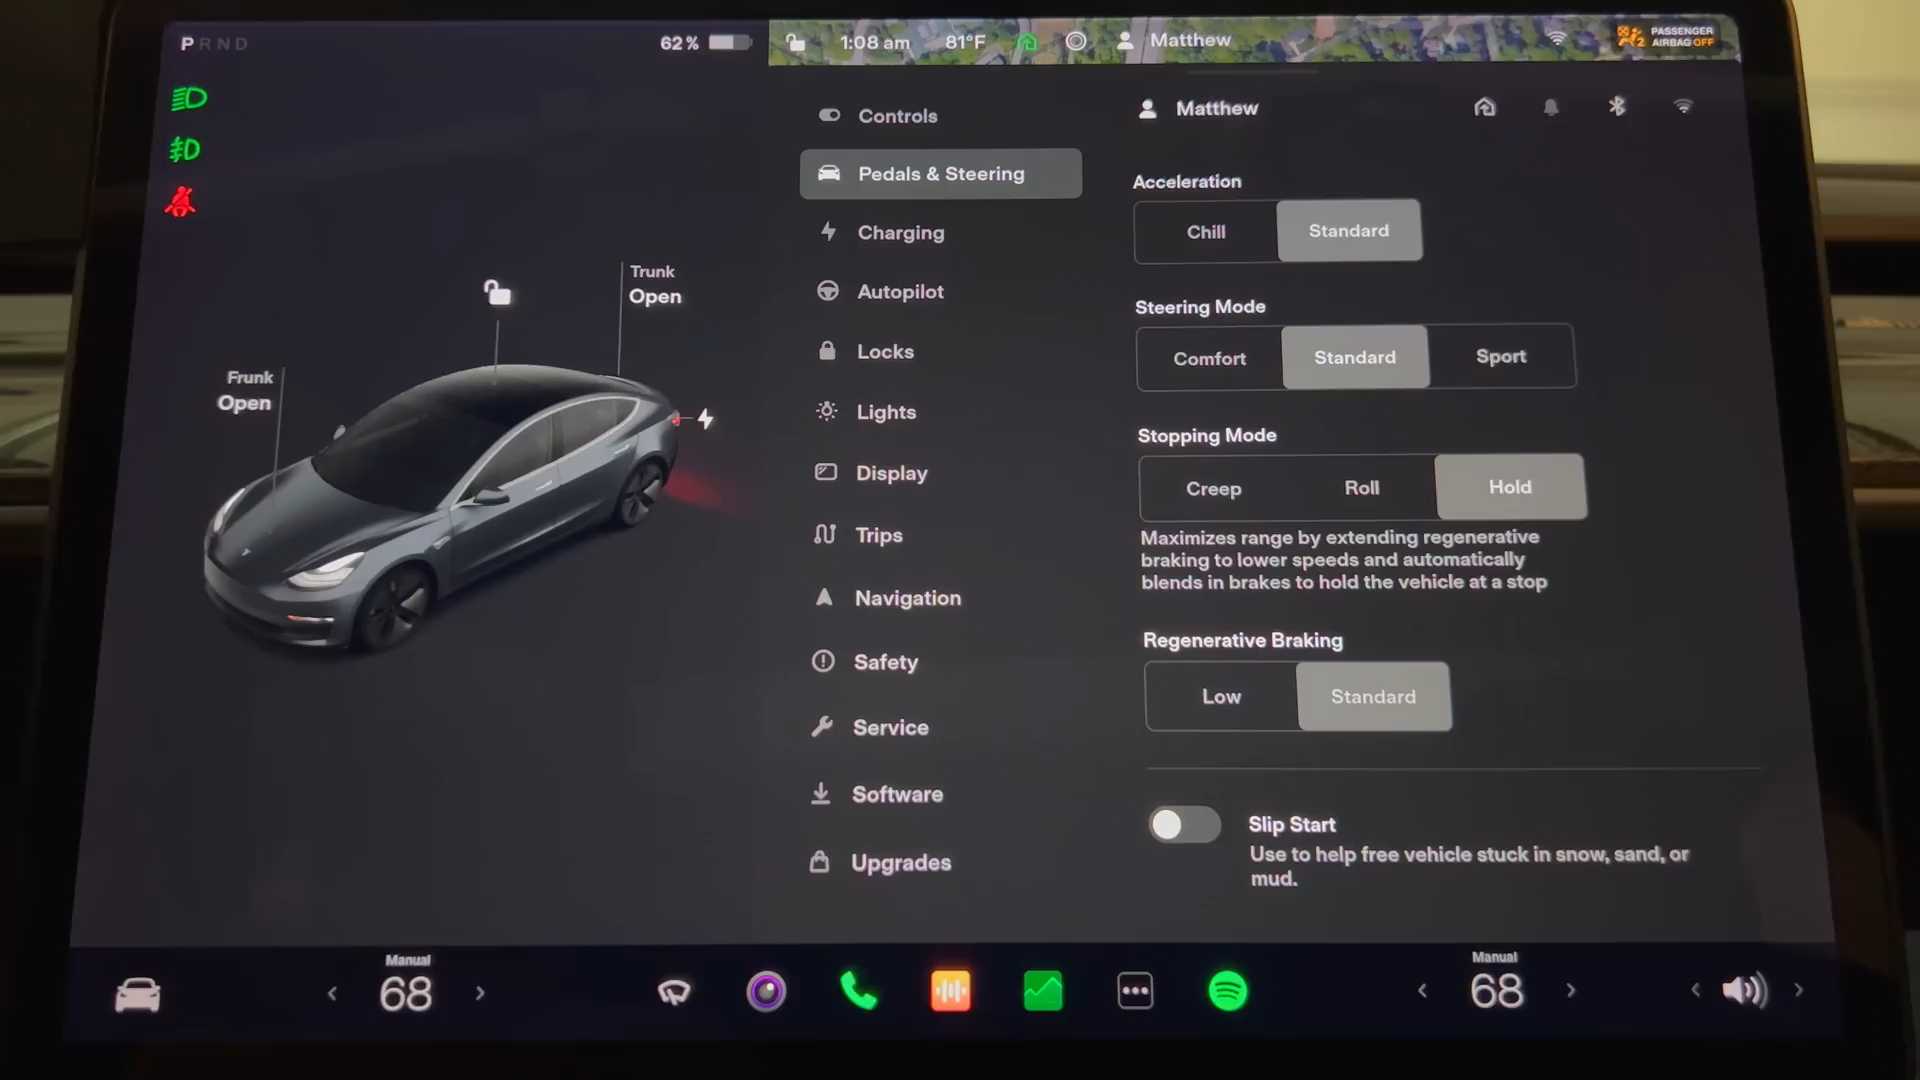 P R N D
62 %
1:08 am
81°F
Matthew
PASSENGER
AIRBAG OFF
Trunk
Open
Frunk
Open
Controls
Pedals & Steering
Charging
Autopilot
Locks
Lights
Display
Trips
Navigation
Safety
Service
Software
Upgrades
Matthew
Acceleration
Chill
Standard
Steering Mode
Comfort
Standard
Sport
Stopping Mode
Creep
Roll
Hold
Maximizes range by extending regenerative
braking to lower speeds and automatically
blends in brakes to hold the vehicle at a stop
Regenerative Braking
Low
Standard
Slip Start
Use to help free vehicle stuck in snow, sand, or
mud.
Manual
68
Manual
68